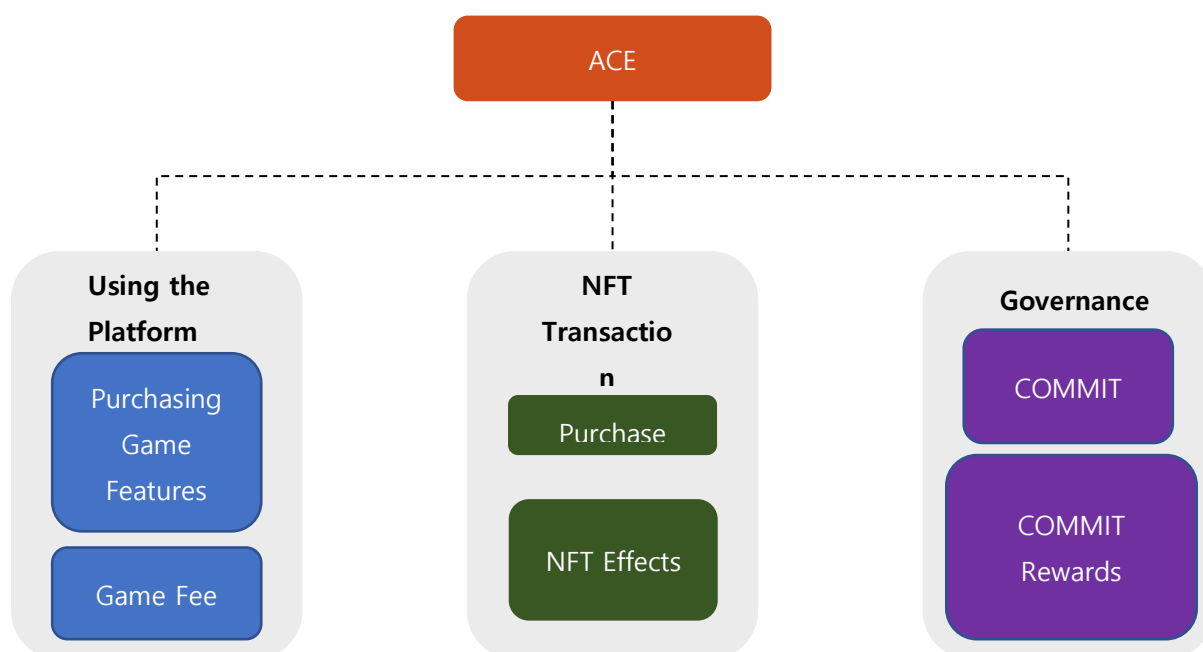 ACE
Using the
Platform
Purchasing
Game
Features
Game Fee
NFT
Transactio
n
Purchase
NFT Effects
Governance
COMMIT
COMMIT
Rewards